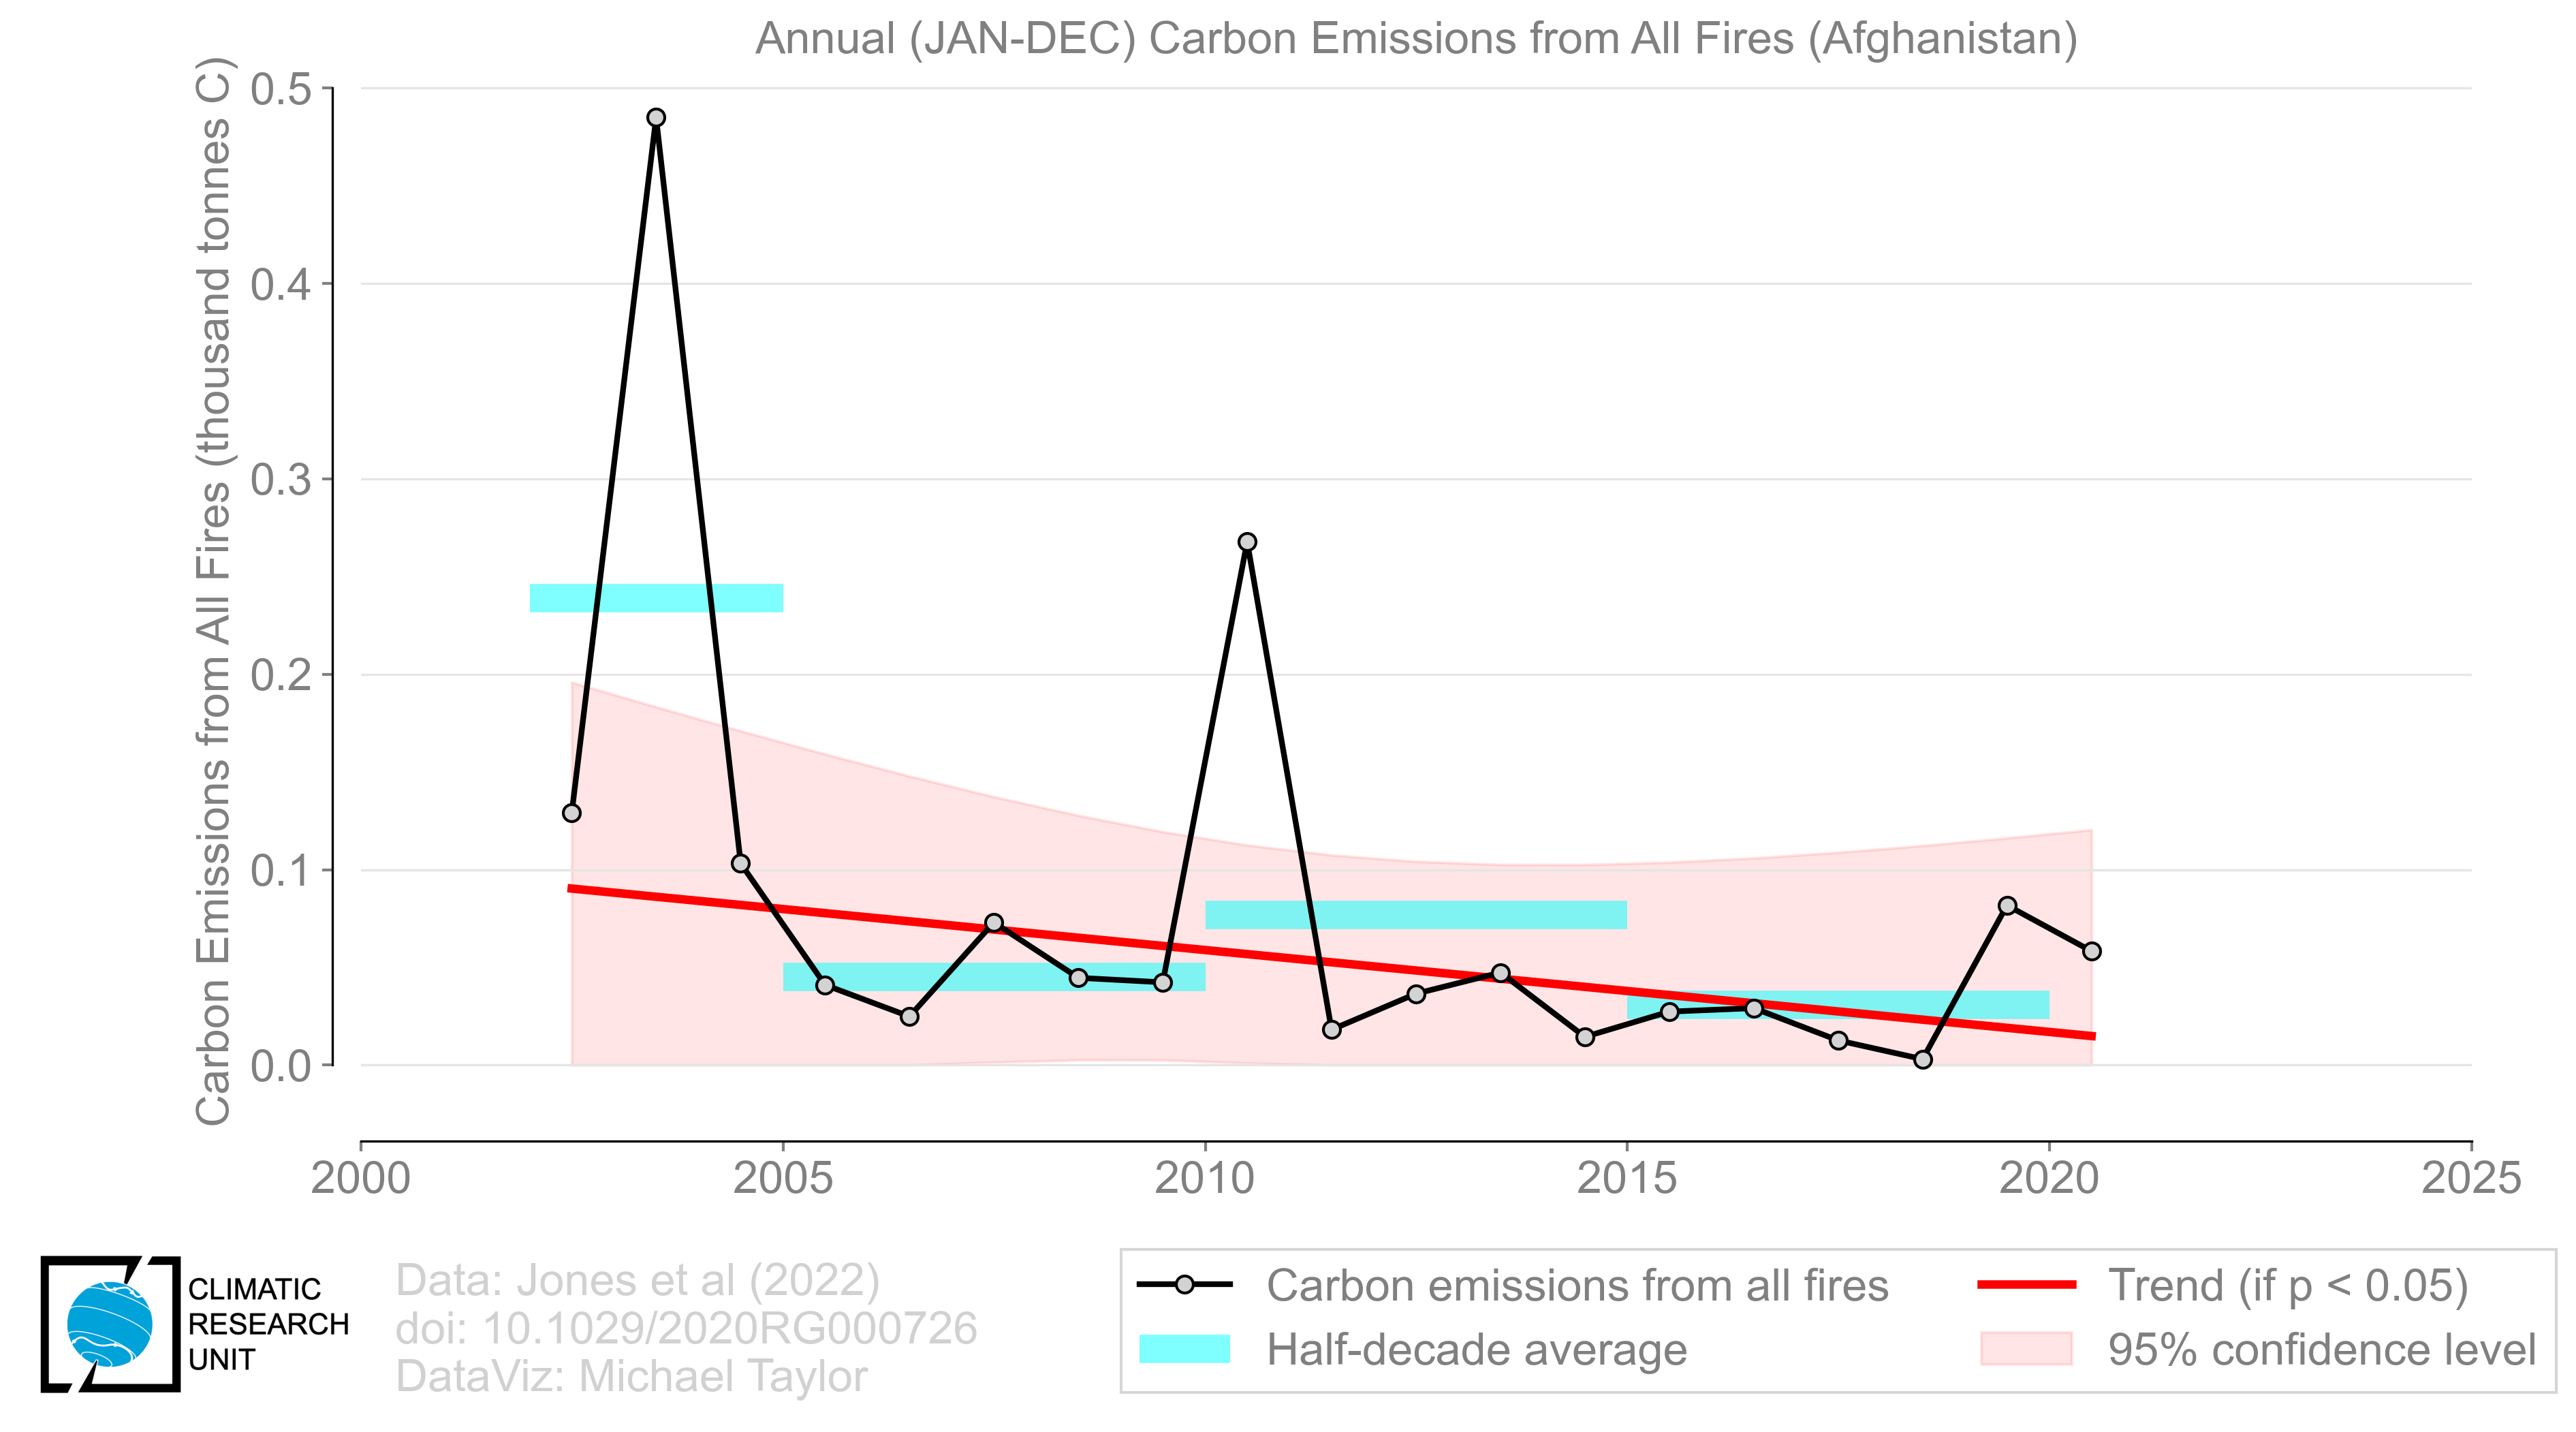 Annual (JAN-DEC) Carbon Emissions from All Fires (Afghanistan)
Carbon Emissions from All Fires (thousand tonnes C)
0.5
0.4
0.3
0.2
0.1
0.0
2000
2005
2010
2015
2020
2025
CLIMATIC
RESEARCH
UNIT
Data: Jones et al (2022)
doi: 10.1029/2020RG000726
DataViz: Michael Taylor
Carbon emissions from all fires
Half-decade average
Trend (if p < 0.05)
95% confidence level